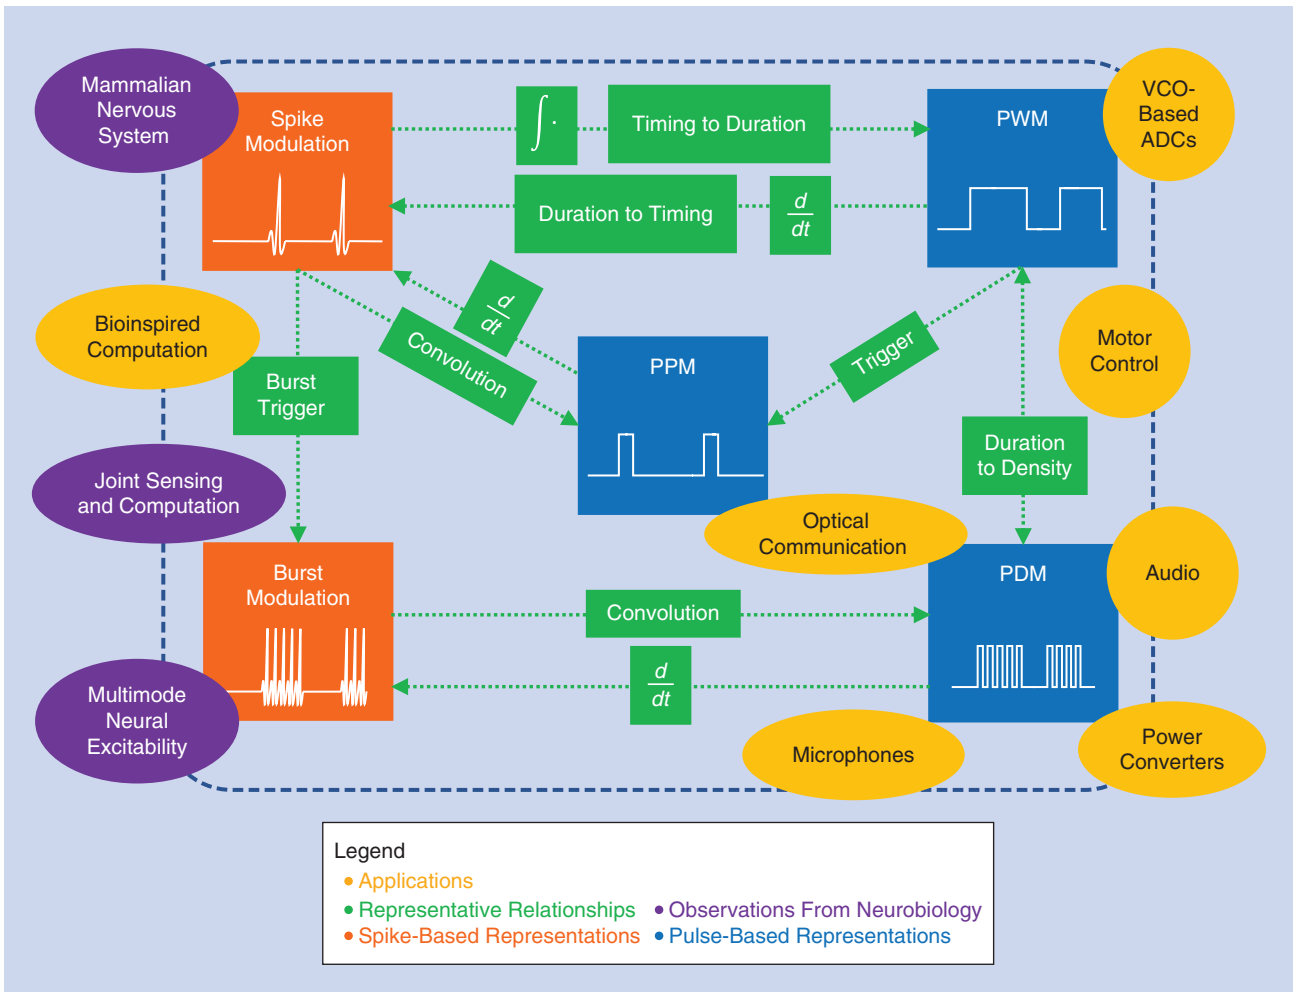 Mammalian
Nervous
System
Spike
Modulation
∫ ·
Timing to Duration
PWM
VCO-
Based
ADCs
Duration to Timing
d
dt
Bioinspired
Computation
d
dt
Convolution
PPM
Trigger
Motor
Control
Burst
Trigger
Duration
to Density
Joint Sensing
and Computation
Optical
Communication
Burst
Modulation
Convolution
PDM
Audio
d
dt
Multimode
Neural
Excitability
Microphones
Power
Converters
Legend
• Applications
• Representative Relationships
• Observations From Neurobiology
• Spike-Based Representations
• Pulse-Based Representations